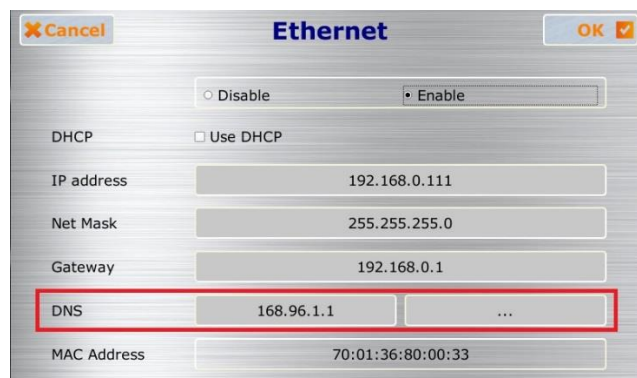 Cancel Ethernet OK
Disable Enable
DHCP Use DHCP
IP address 192.168.0.111
Net Mask 255.255.255.0
Gateway 192.168.0.1
DNS 168.96.1.1 ...
MAC Address 70:01:36:80:00:33